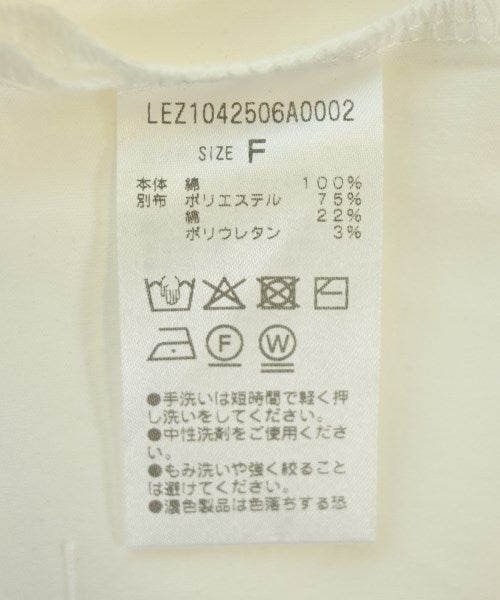 LEZ1042506A0002
SIZE F
本体 綿 100%
別布 ポリエステル 75%
綿 22%
ポリウレタン 3%
F W
●手洗いは短時間で軽く押
し洗いをしてください。
●中性洗剤をご使用くださ
い。
●もみ洗いや強く絞ること
は避けてください。
●濃色製品は色落ちする恐